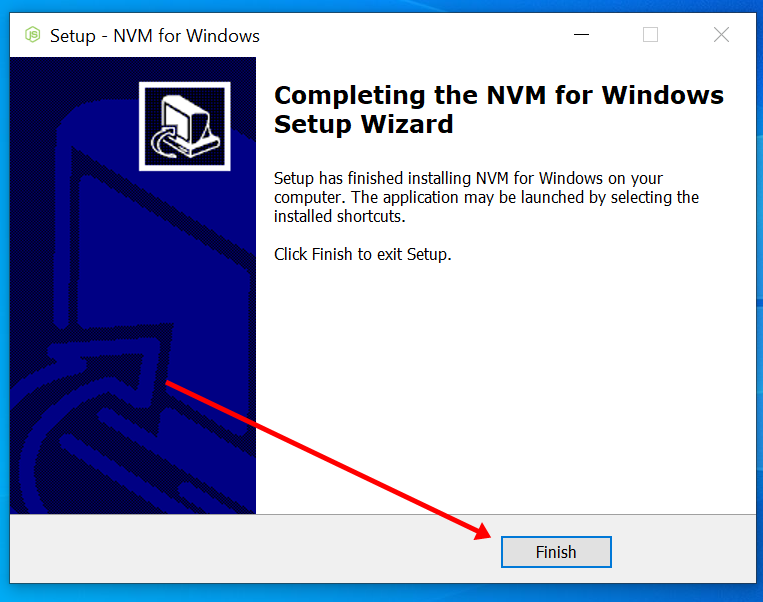 Setup - NVM for Windows
Completing the NVM for Windows
Setup Wizard
Setup has finished installing NVM for Windows on your
computer. The application may be launched by selecting the
installed shortcuts.
Click Finish to exit Setup.
Finish